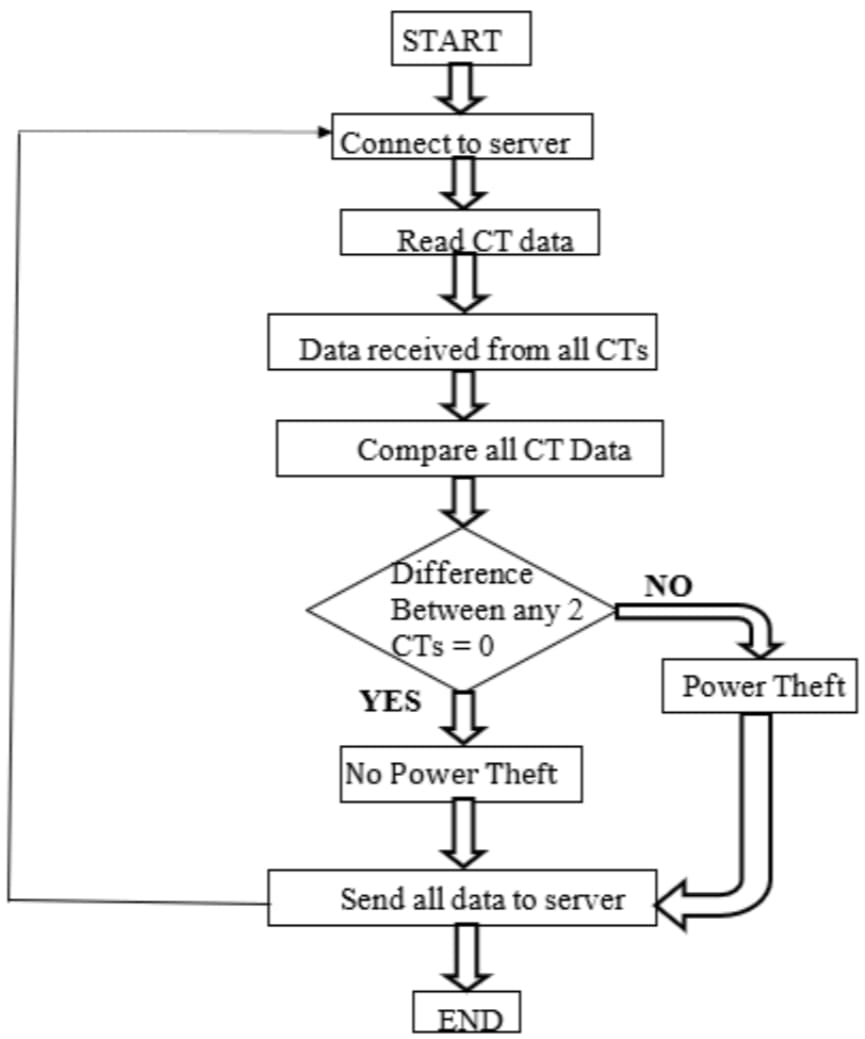 START
Connect to server
Read CT data
Data received from all CTs
Compare all CT Data
Difference
Between any 2
CTs = 0
NO
Power Theft
YES
No Power Theft
Send all data to server
END